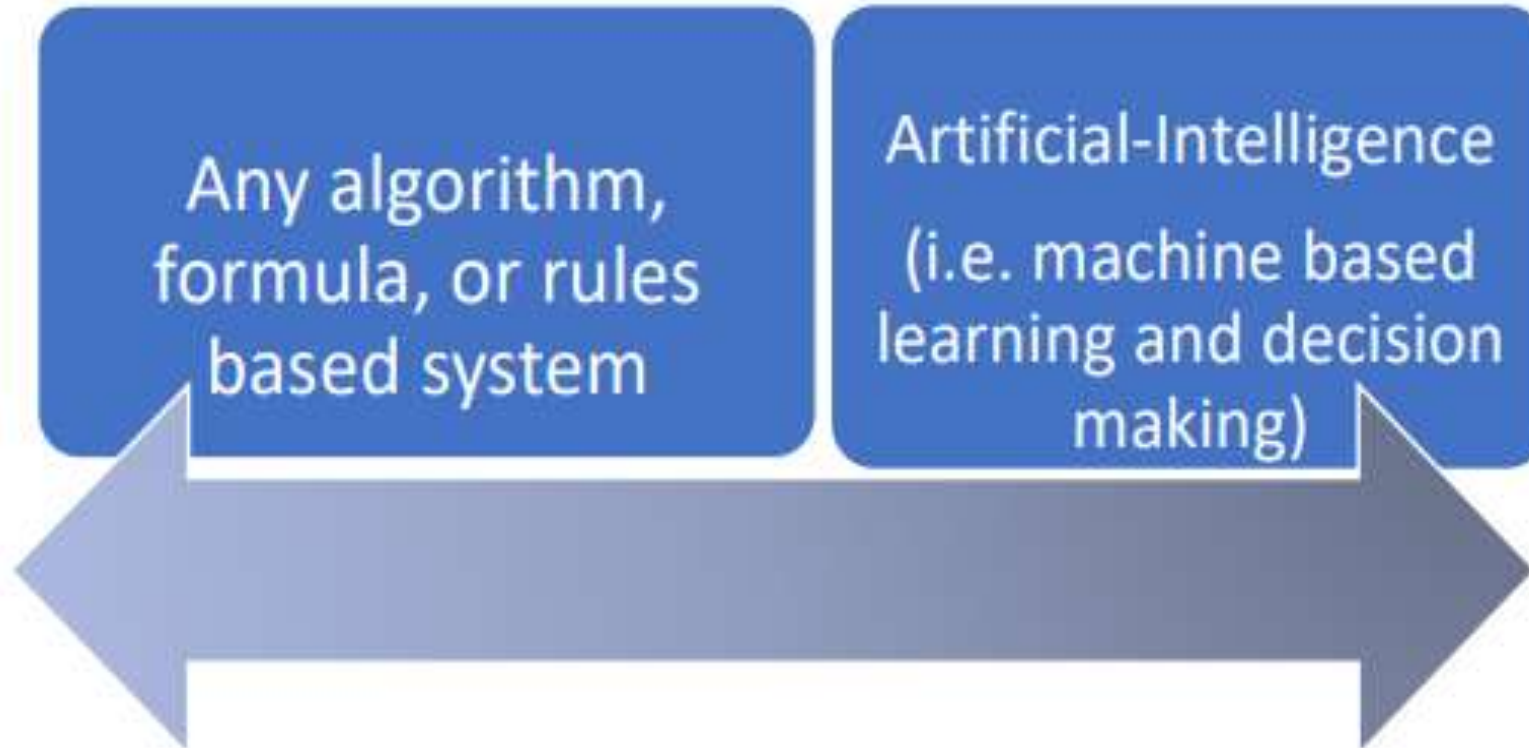 Any algorithm,
formula, or rules
based system
Artificial-Intelligence
(i.e. machine based
learning and decision
making)